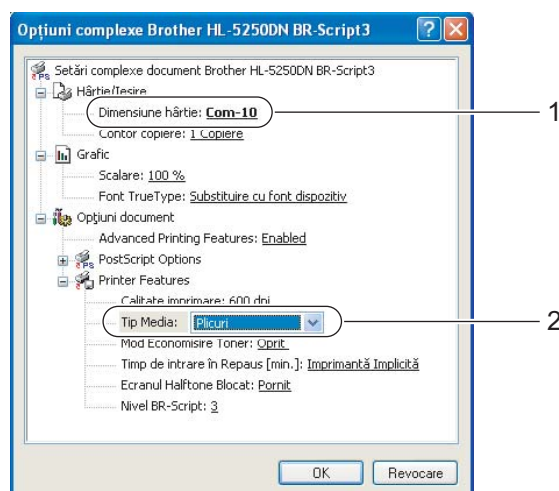 Opțiuni complexe Brother HL-5250DN BR-Script3
Setări complexe document Brother HL-5250DN BR-Script3
Hârtie/Ieșire
Dimensiune hârtie: Com-10
1
Contor copiere: 1 Copiere
Grafic
Scalare: 100 %
Font TrueType: Substituire cu font dispozitiv
Opțiuni document
Advanced Printing Features: Enabled
PostScript Options
Printer Features
Calitate imprimare: 600 dpi
Tip Media: Plicuri
2
Mod Economisire Toner: Oprit
Timp de intrare în Repaus [min.]: Imprimantă Implicită
Ecranul Halftone Blocat: Pornit
Nivel BR-Script: 3
OK
Revocare